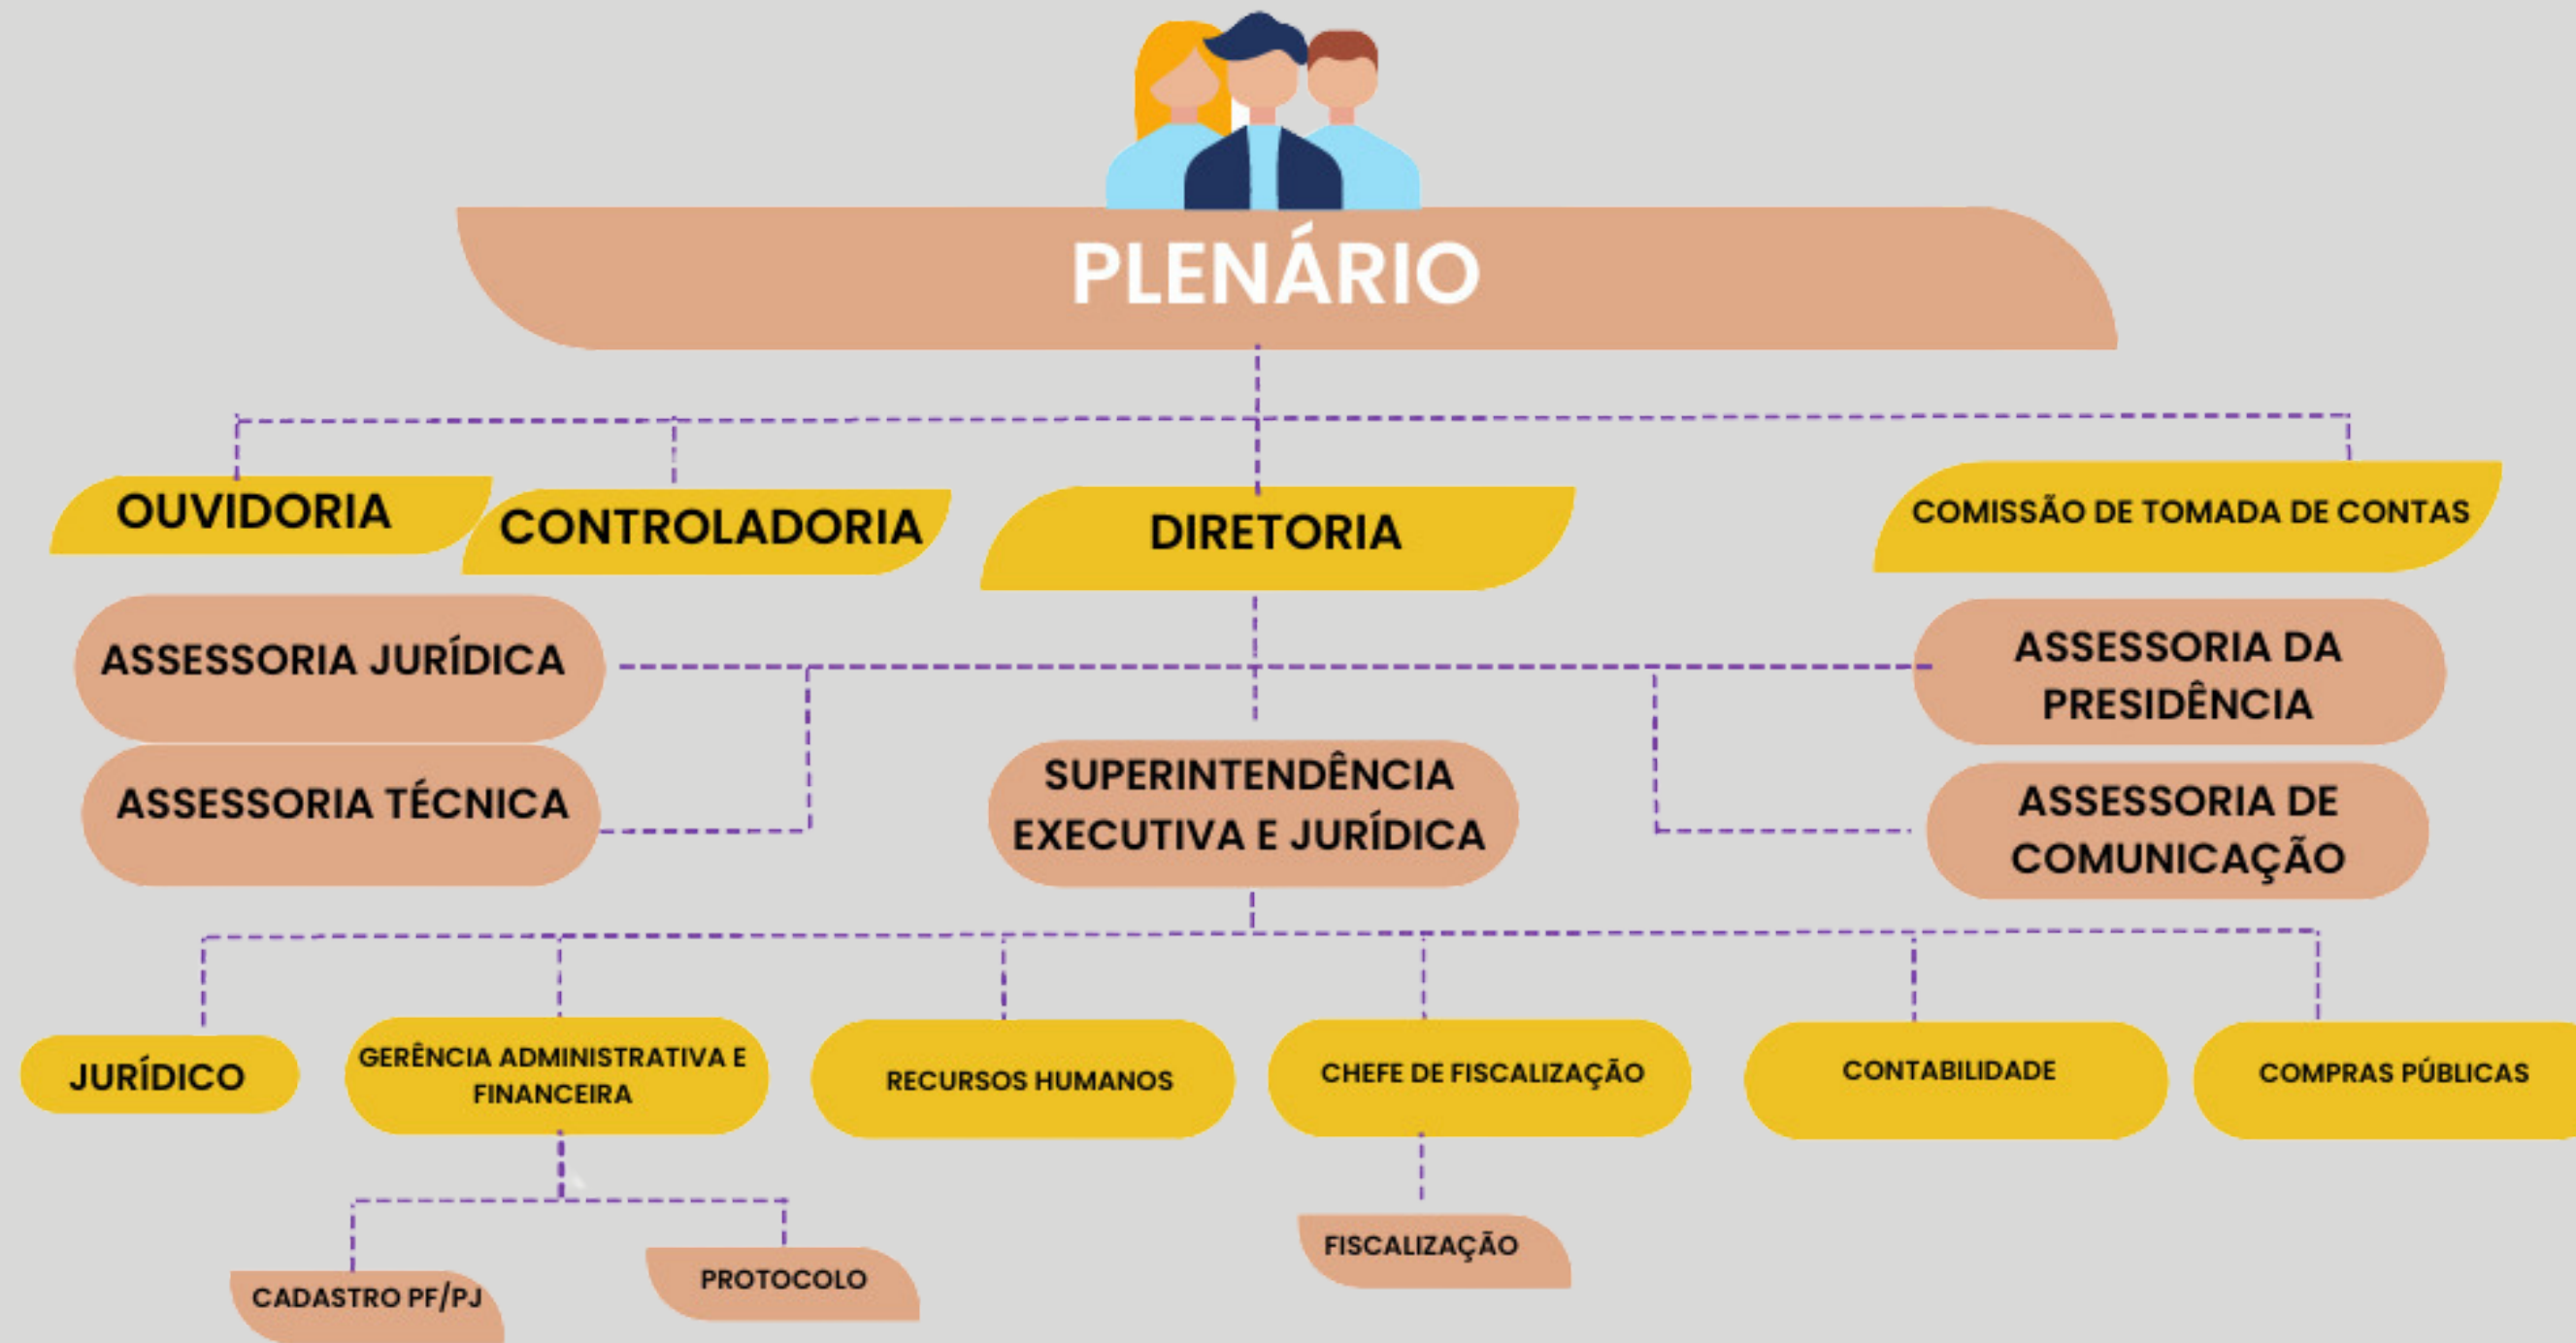 PLENÁRIO
OUVIDORIA
CONTROLADORIA
DIRETORIA
COMISSÃO DE TOMADA DE CONTAS
ASSESSORIA JURÍDICA
ASSESSORIA DA
PRESIDÊNCIA
ASSESSORIA TÉCNICA
SUPERINTENDÊNCIA
EXECUTIVA E JURÍDICA
ASSESSORIA DE
COMUNICAÇÃO
JURÍDICO
GERÊNCIA ADMINISTRATIVA E
FINANCEIRA
RECURSOS HUMANOS
CHEFE DE FISCALIZAÇÃO
CONTABILIDADE
COMPRAS PÚBLICAS
CADASTRO PF/PJ
PROTOCOLO
FISCALIZAÇÃO